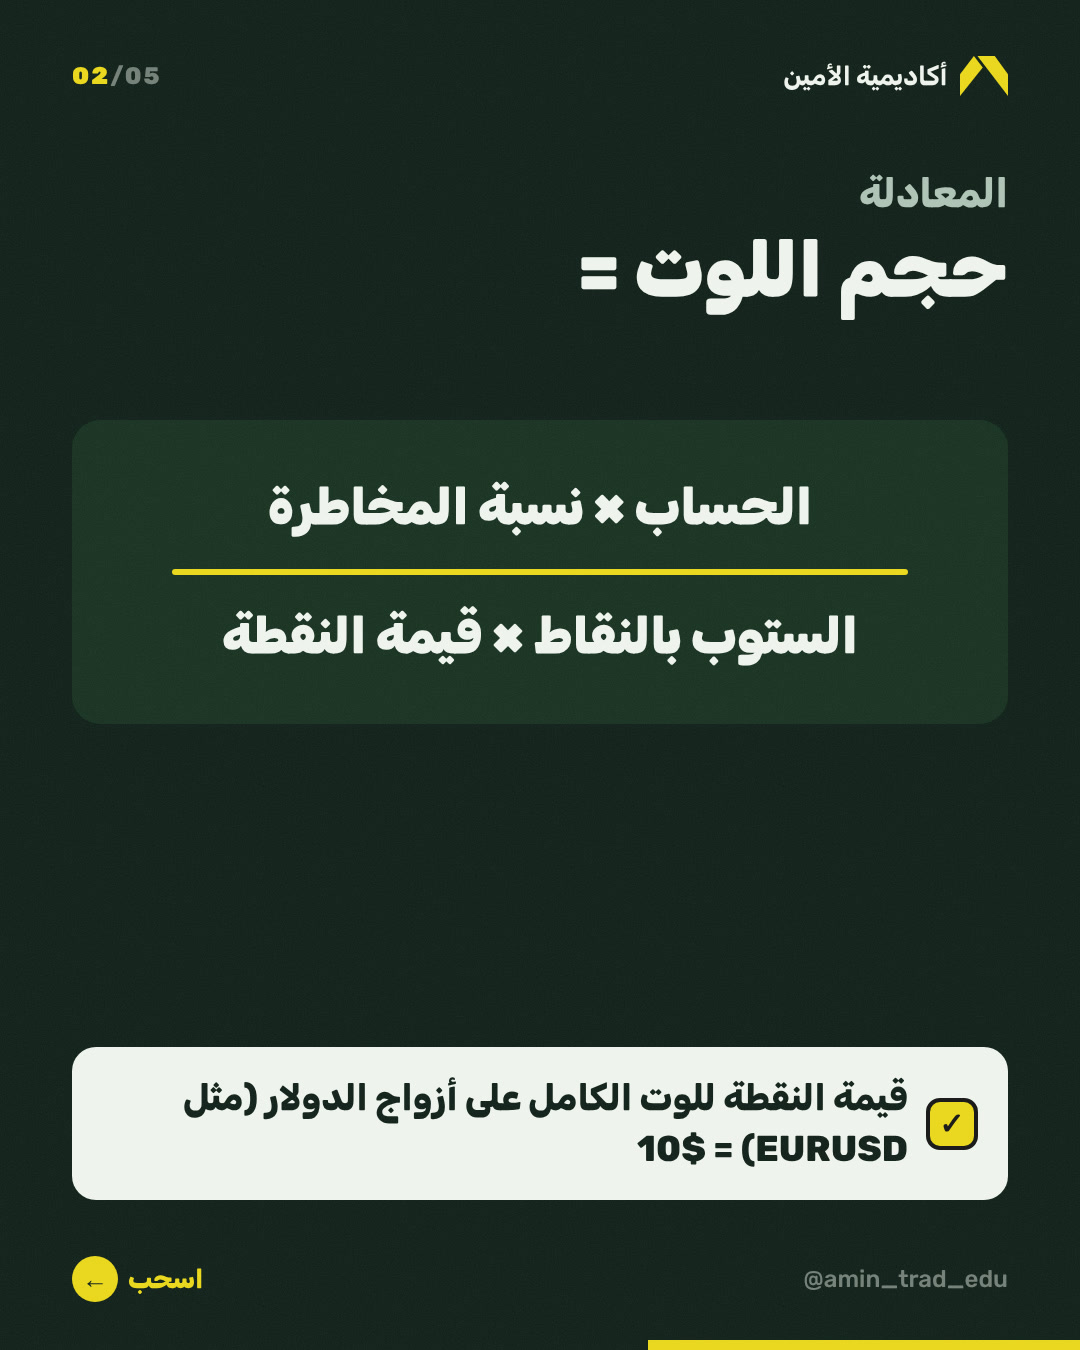 أكاديمية الأمين
02/05
المعادلة
حجم اللوت =
الحساب × نسبة المخاطرة
الستوب بالنقاط × قيمة النقطة
✓
قيمة النقطة للوت الكامل على أزواج الدولار (مثل
EURUSD) = $10
@amin_trad_edu
اسحب ←